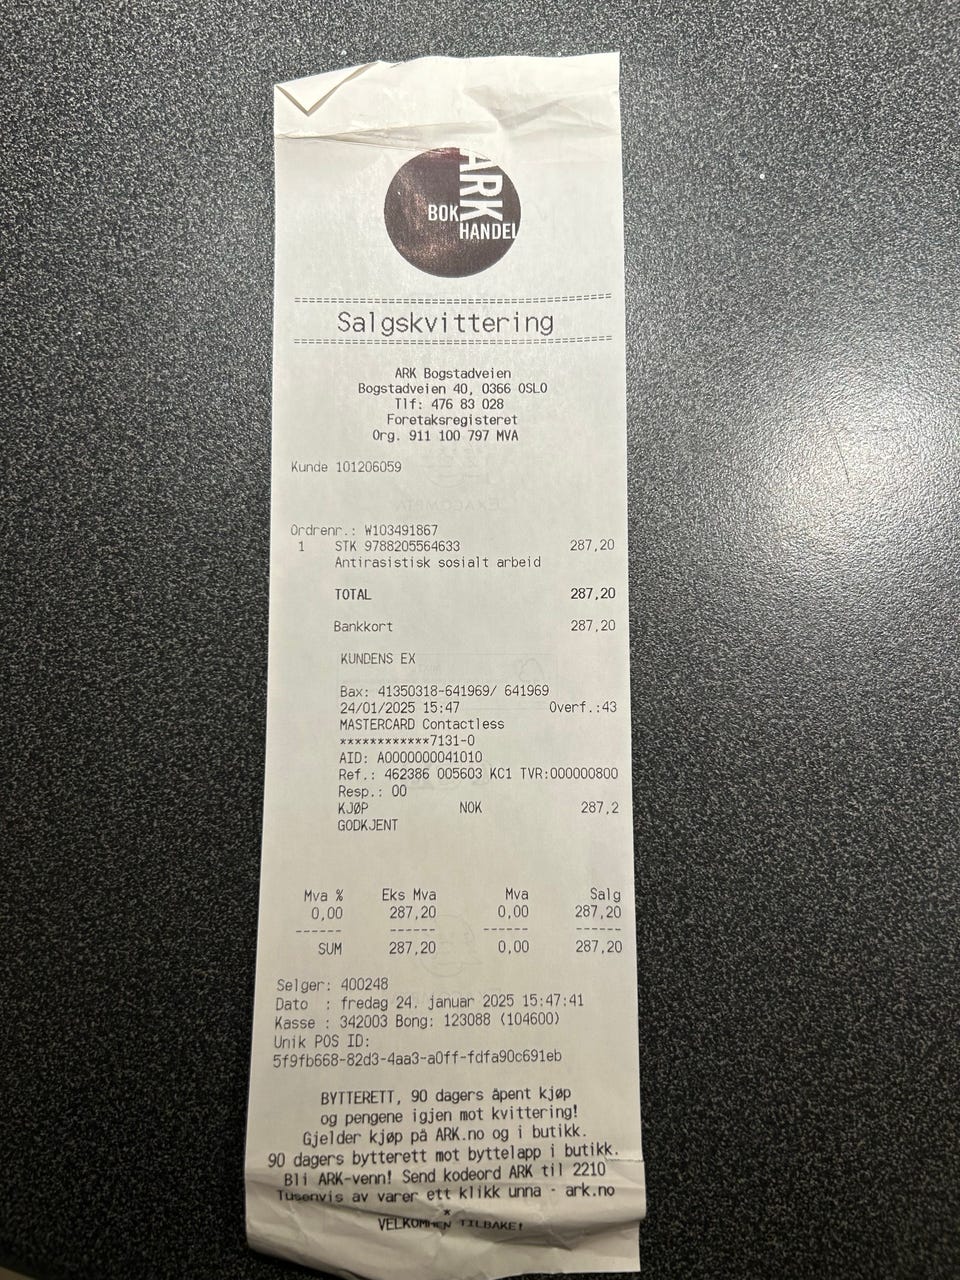 ARK
BOK
HANDEL
==================================
Salgskvittering
==================================
ARK Bogstadveien
Bogstadveien 40, 0366 OSLO
Tlf: 476 83 028
Foretaksregisteret
Org. 911 100 797 MVA
Kunde 101206059
Ordrenr.: W103491867
1 STK 9788205564633 287,20
Antirasistisk sosialt arbeid
TOTAL 287,20
Bankkort 287,20
KUNDENS EX
Bax: 41350318-641969/ 641969
24/01/2025 15:47 Overf.:43
MASTERCARD Contactless
************7131-0
AID: A0000000041010
Ref.: 462386 005603 KC1 TVR:000000800
Resp.: 00
KJØP NOK 287,2
GODKJENT
Mva % Eks Mva Mva Salg
0,00 287,20 0,00 287,20
------ ------ ------ ------
SUM 287,20 0,00 287,20
Selger: 400248
Dato : fredag 24. januar 2025 15:47:41
Kasse : 342003 Bong: 123088 (104600)
Unik POS ID:
5f9fb668-82d3-4aa3-a0ff-fdfa90c691eb
BYTTERETT, 90 dagers åpent kjøp
og pengene igjen mot kvittering!
Gjelder kjøp på ARK.no og i butikk.
90 dagers bytterett mot byttelapp i butikk.
Bli ARK-venn! Send kodeord ARK til 2210
Tusenvis av varer ett klikk unna - ark.no
*
VELKOMMEN TILBAKE!